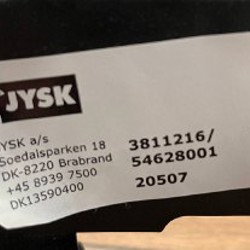 JYSK
JYSK a/s
Soedalsparken 18
DK-8220 Brabrand
+45 8939 7500
DK13590400
3811216/
54628001
20507